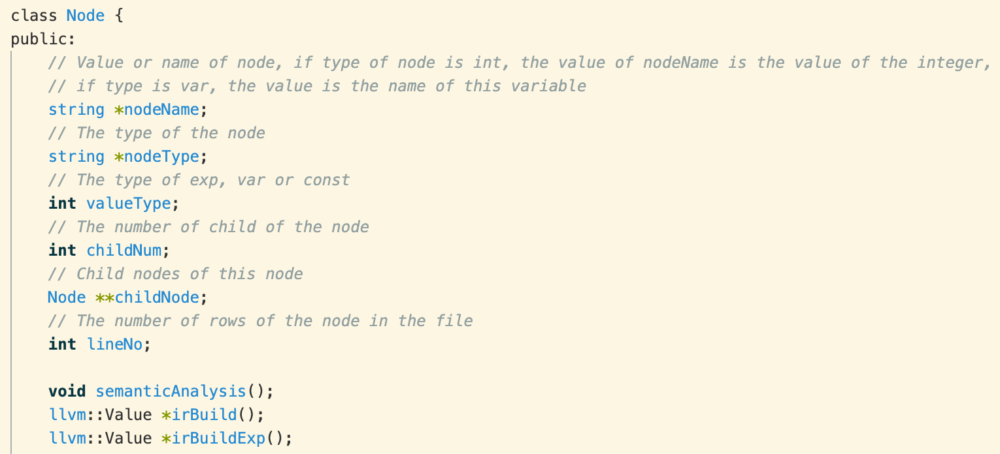 class Node {
public:
    // Value or name of node, if type of node is int, the value of nodeName is the value of the integer,
    // if type is var, the value is the name of this variable
    string *nodeName;
    // The type of the node
    string *nodeType;
    // The type of exp, var or const
    int valueType;
    // The number of child of the node
    int childNum;
    // Child nodes of this node
    Node **childNode;
    // The number of rows of the node in the file
    int lineNo;

    void semanticAnalysis();
    llvm::Value *irBuild();
    llvm::Value *irBuildExp();